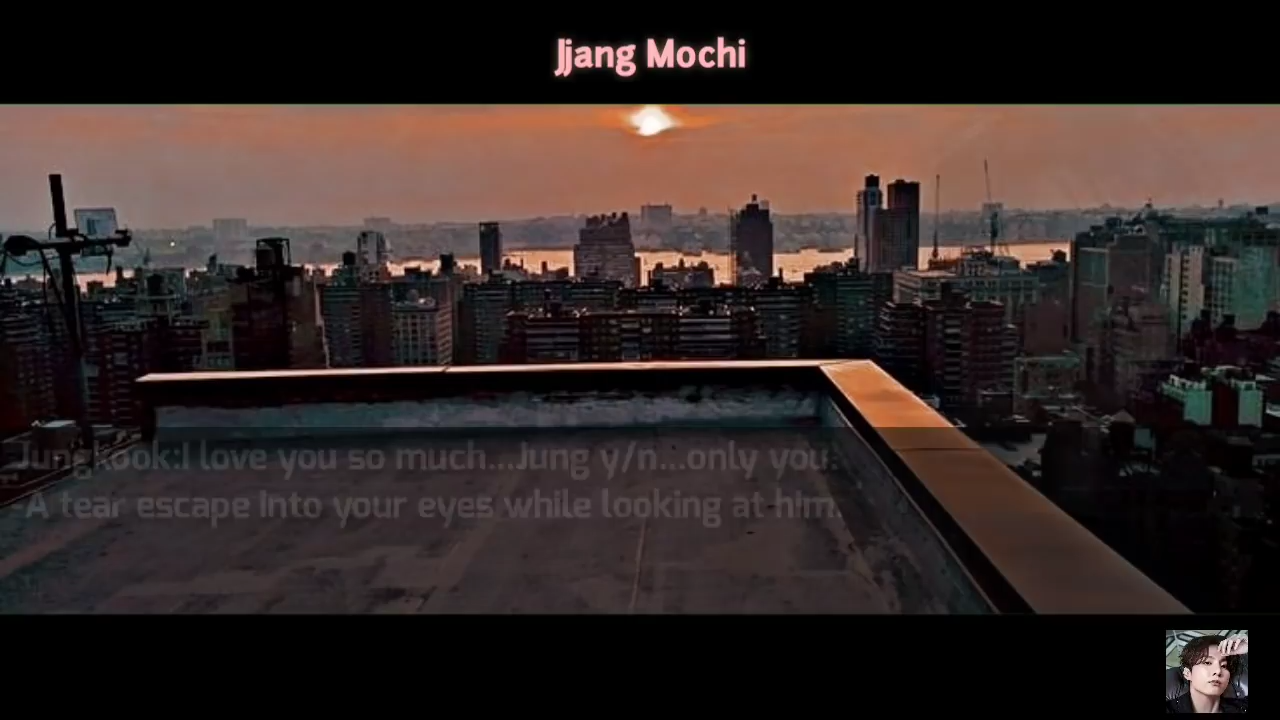 Jjang Mochi
Jungkook:I love you so much...Jung y/n...only you.
-A tear escape into your eyes while looking at him.